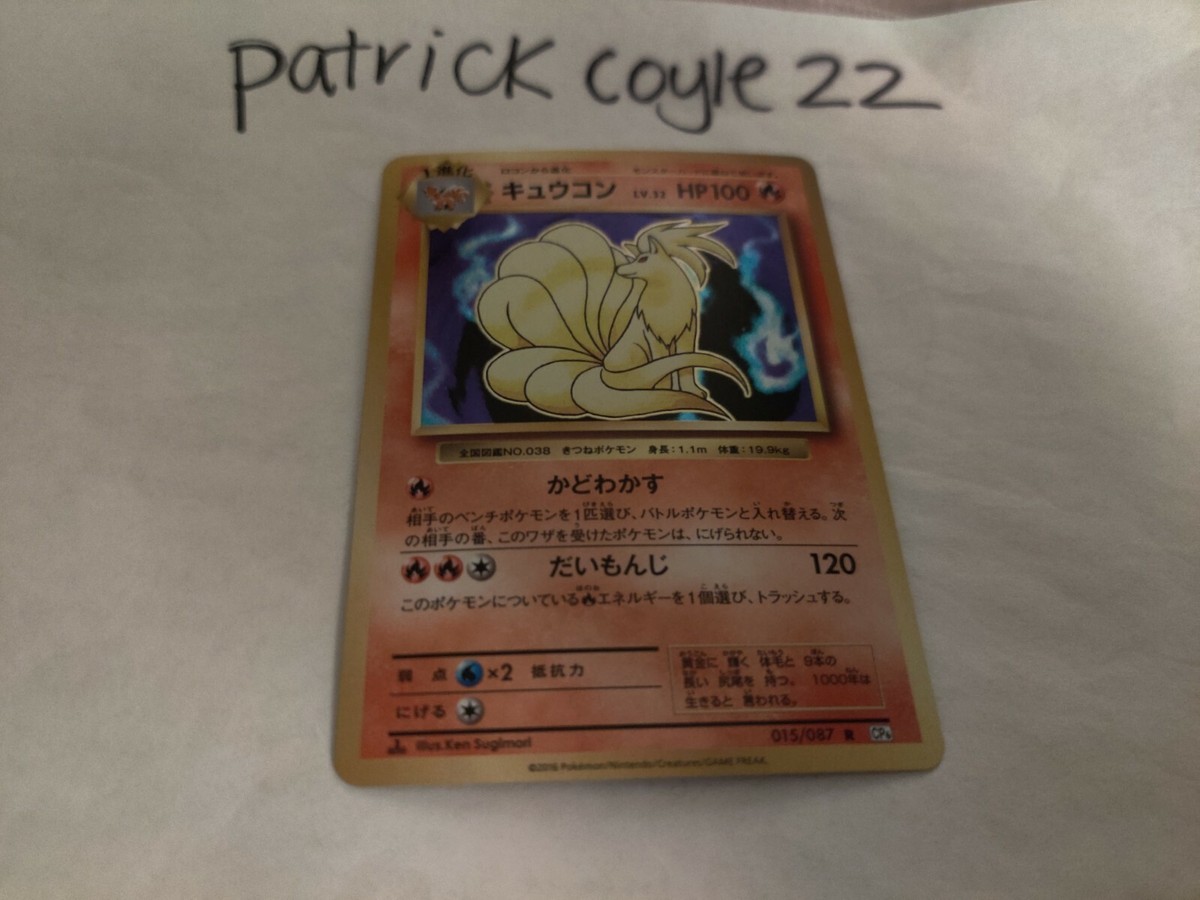 patrick coyle 22
1進化
ロコンから進化
キュウコン LV.32 HP100
全国図鑑NO.038 きつねポケモン 身長:1.1m 体重:19.9kg
かどわかす
相手のベンチポケモンを1匹選び、バトルポケモンと入れ替える。次
の相手の番、このワザを受けたポケモンは、にげられない。
だいもんじ 120
このポケモンについているエネルギーを1個選び、トラッシュする。
弱点 ×2 抵抗力
にげる
黄金に 輝く 体毛と 9本の
長い 尻尾を 持つ。 1000年は
生きると 言われる。
Illus.Ken Sugimori
015/087 R CP6
©2016 Pokémon/Nintendo/Creatures/GAME FREAK.